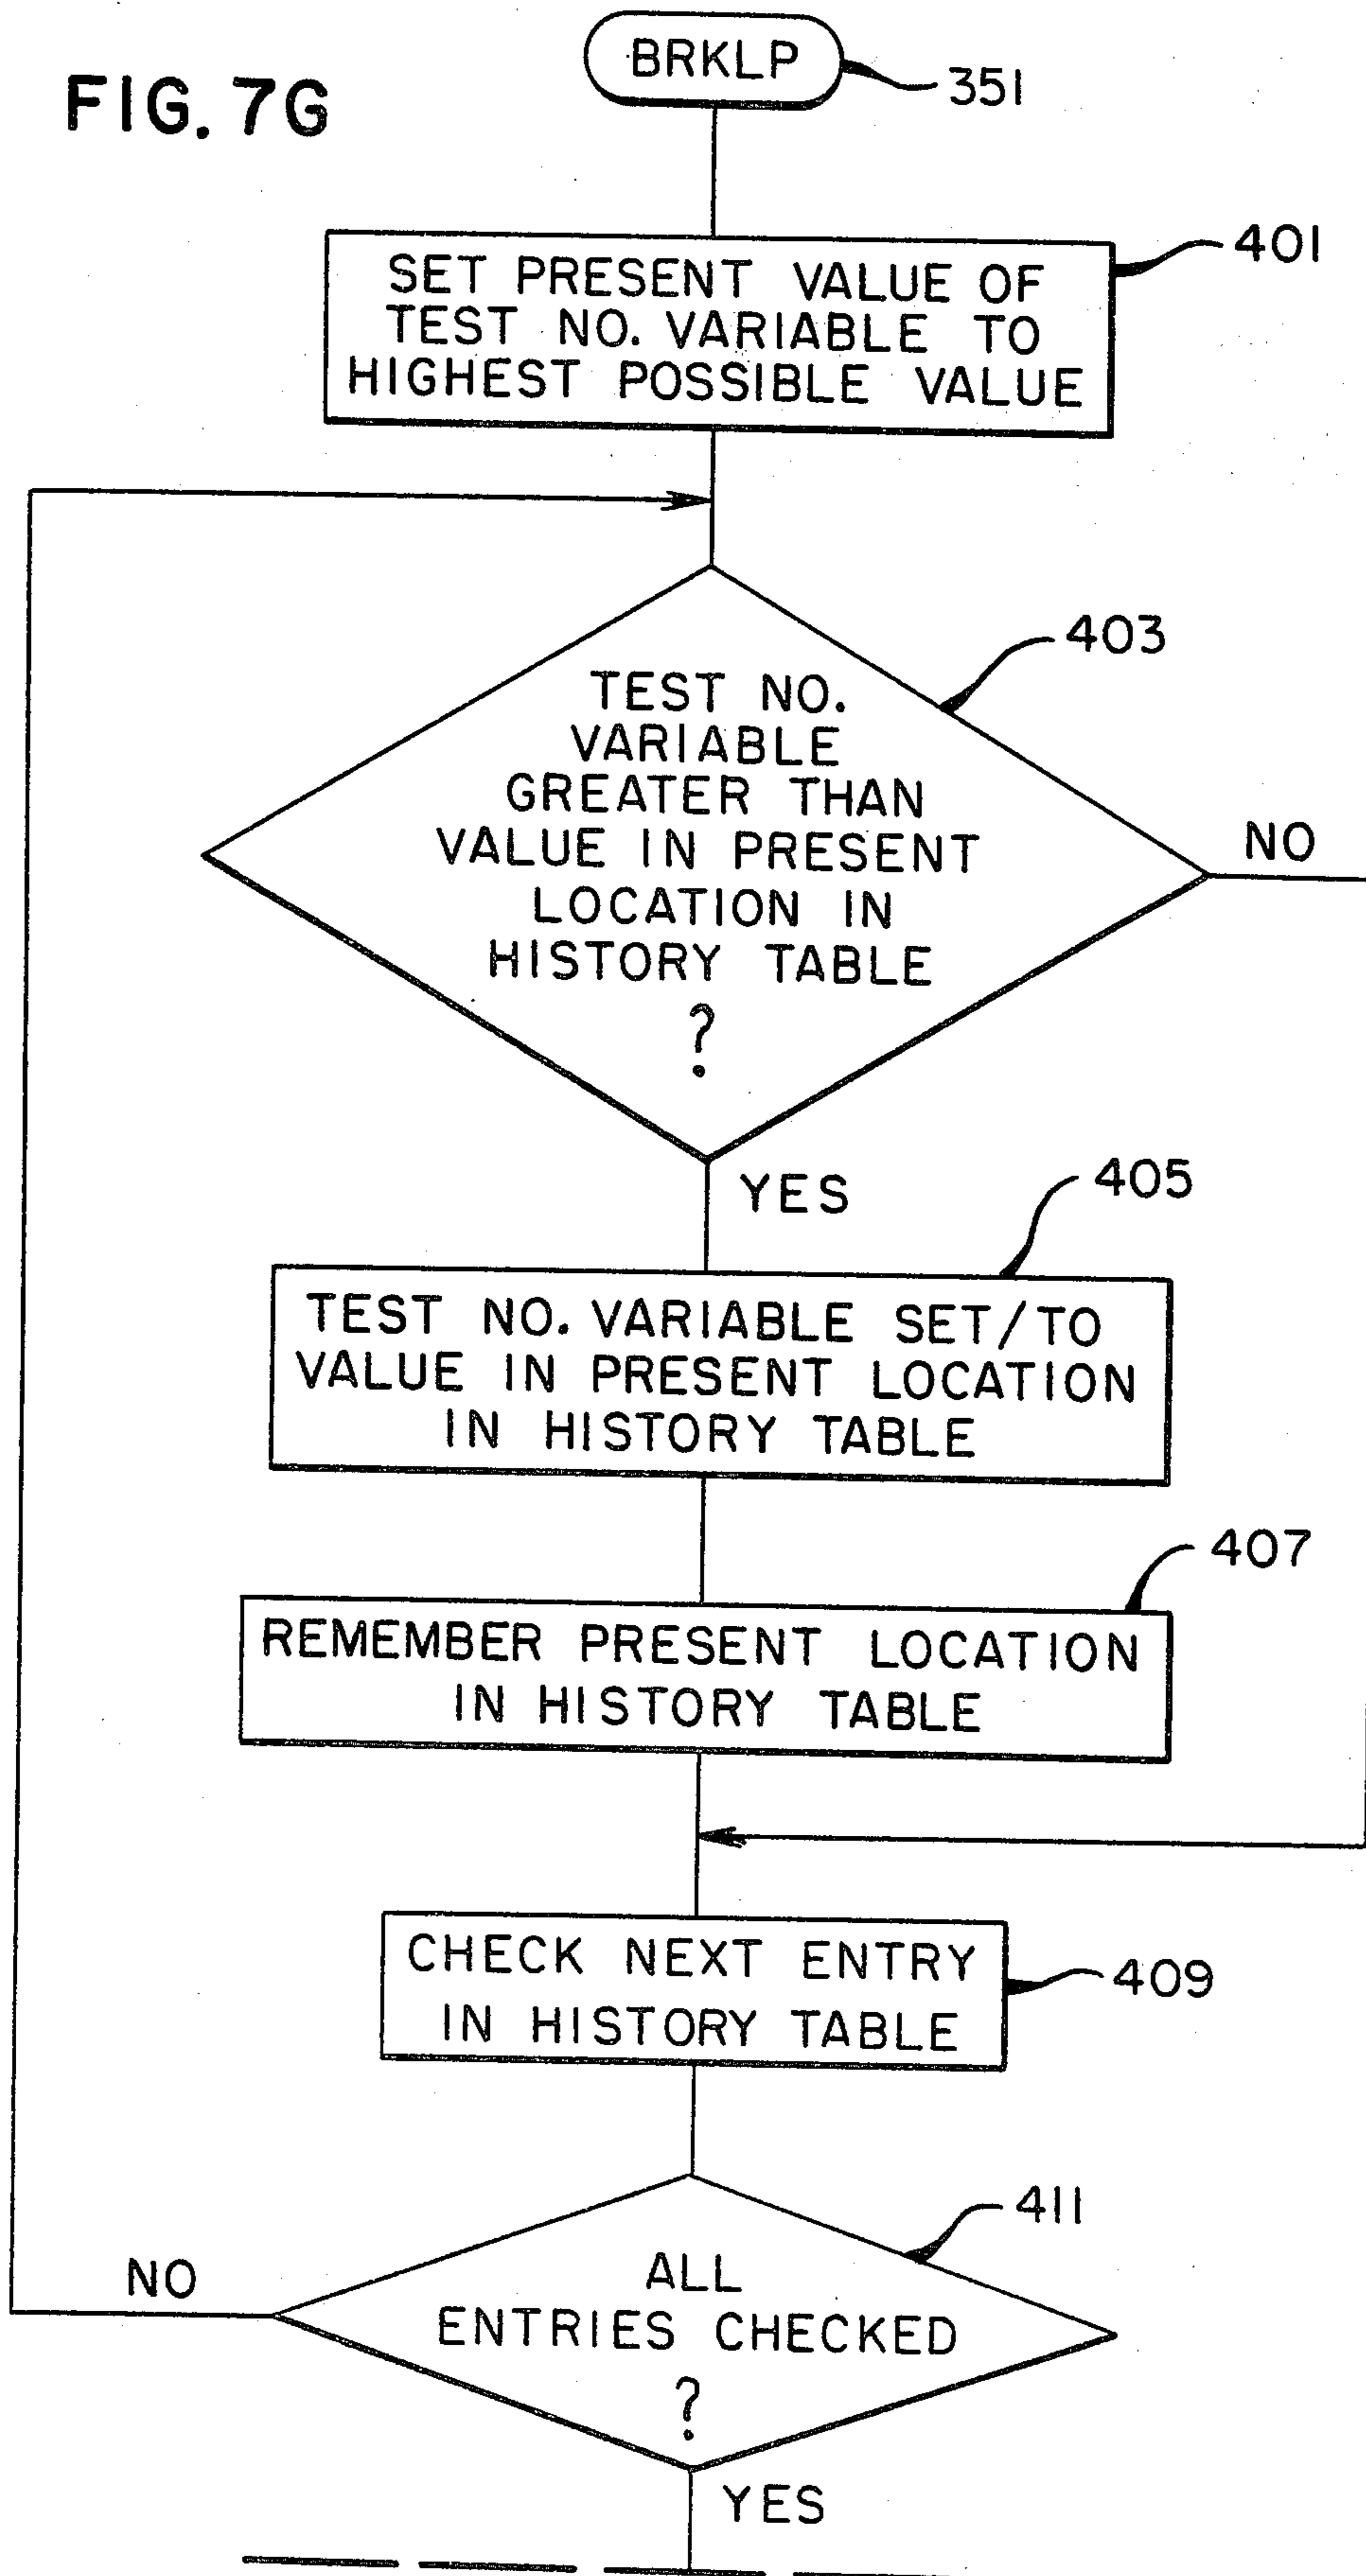 FIG. 7G
BRKLP
351
401
SET PRESENT VALUE OF
TEST NO. VARIABLE TO
HIGHEST POSSIBLE VALUE
403
TEST NO.
VARIABLE
GREATER THAN
VALUE IN PRESENT
LOCATION IN
HISTORY TABLE
?
NO
YES
405
TEST NO. VARIABLE SET/TO
VALUE IN PRESENT LOCATION
IN HISTORY TABLE
407
REMEMBER PRESENT LOCATION
IN HISTORY TABLE
CHECK NEXT ENTRY
IN HISTORY TABLE
409
411
NO
ALL
ENTRIES CHECKED
?
YES